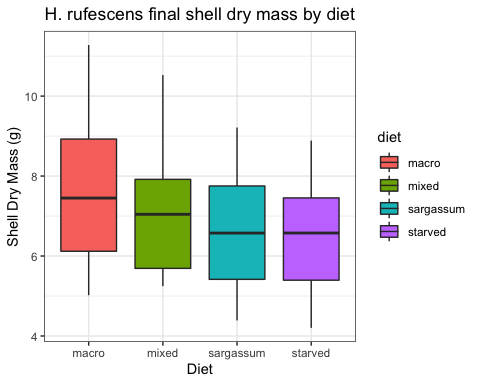 H. rufescens final shell dry mass by diet
Shell Dry Mass (g)
10
8
6
4
macro mixed sargassum starved
Diet
diet
macro
mixed
sargassum
starved